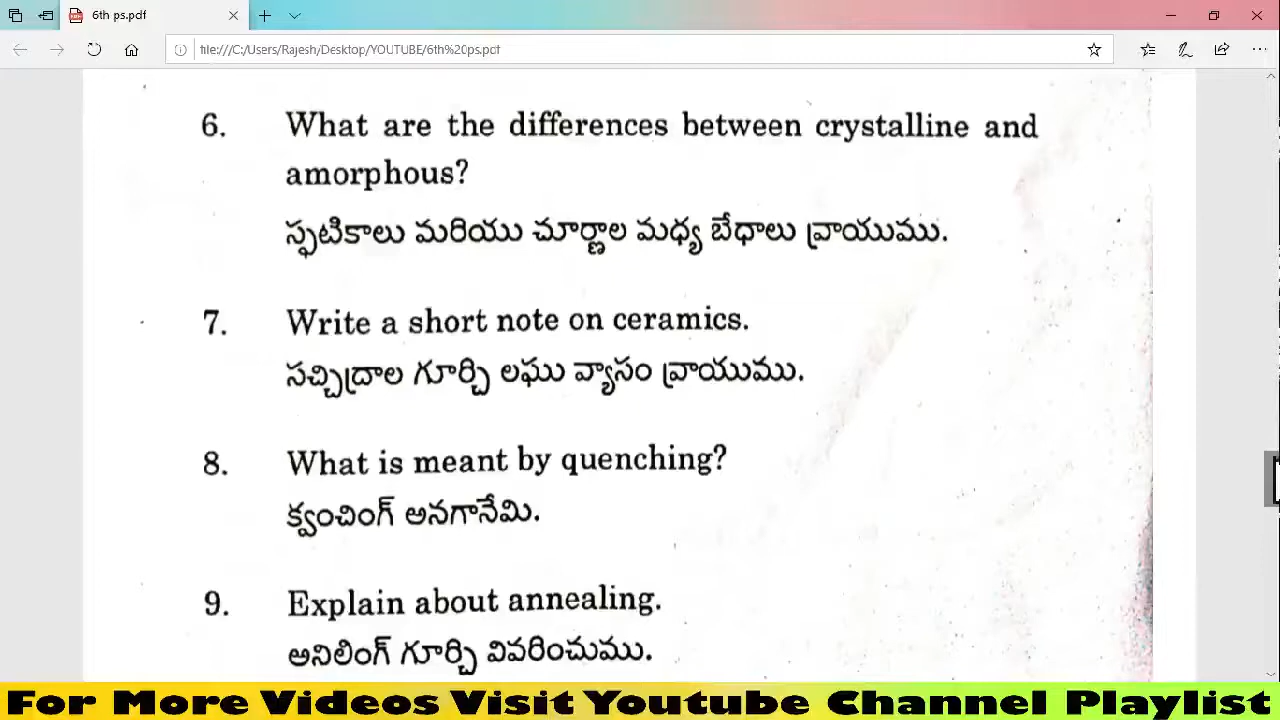 6th ps.pdf
file:///C:/Users/Rajesh/Desktop/YOUTUBE/6th%20ps.pdf
6. What are the differences between crystalline and
amorphous?
స్ఫటికాలు మరియు చూర్ణాల మధ్య బేధాలు వ్రాయుము.
7. Write a short note on ceramics.
సచ్ఛిద్రాల గూర్చి లఘు వ్యాసం వ్రాయుము.
8. What is meant by quenching?
క్వంచింగ్ అనగానేమి.
9. Explain about annealing.
అనిలింగ్ గూర్చి వివరించుము.
For More Videos Visit Youtube Channel Playlist